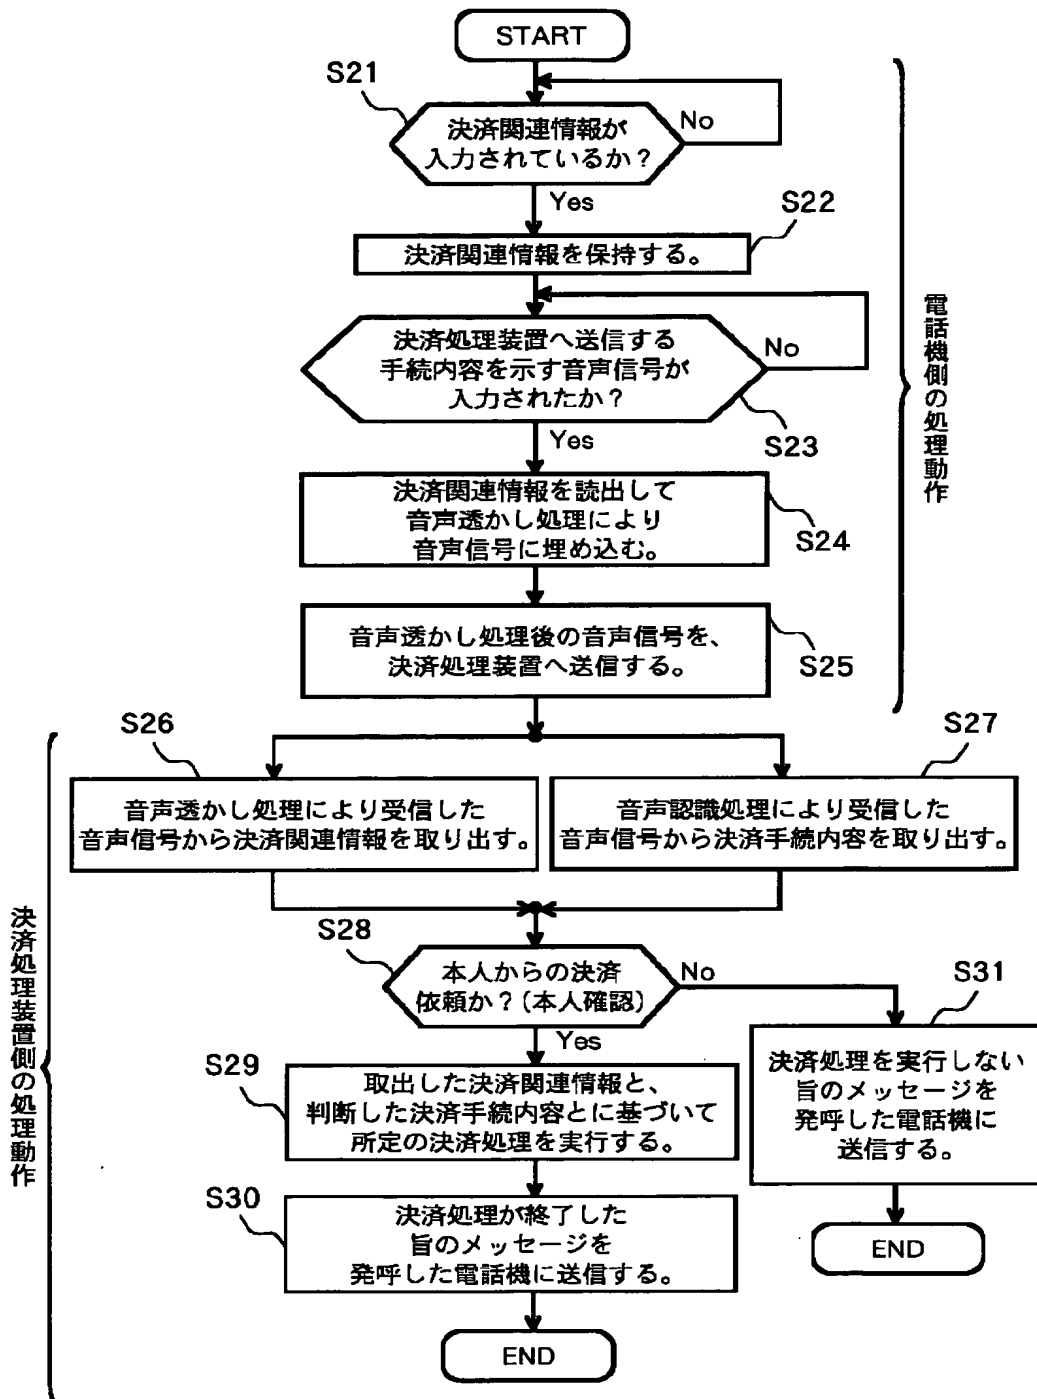 START
S21
決済関連情報が
入力されているか？
No
Yes
S22
決済関連情報を保持する。
決済処理装置へ送信する
手続内容を示す音声信号が
入力されたか？
No
Yes
S23
決済関連情報を読出して
音声透かし処理により
音声信号に埋め込む。
S24
音声透かし処理後の音声信号を、
決済処理装置へ送信する。
S25
電話機側の処理動作
S26
音声透かし処理により受信した
音声信号から決済関連情報を取り出す。
S27
音声認識処理により受信した
音声信号から決済手続内容を取り出す。
S28
本人からの決済
依頼か？（本人確認）
No
Yes
S29
取出した決済関連情報と、
判断した決済手続内容とに基づいて
所定の決済処理を実行する。
S31
決済処理を実行しない
旨のメッセージを
発呼した電話機に
送信する。
S30
決済処理が終了した
旨のメッセージを
発呼した電話機に送信する。
END
END
決済処理装置側の処理動作